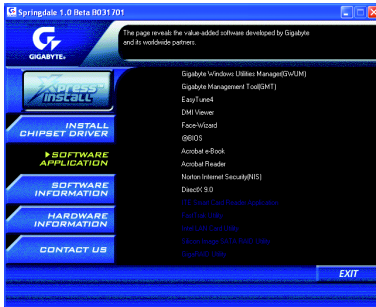 Springdale 1.0 Beta B031701
The page reveals the value-added software developed by Gigabyte
and its worldwide partners.
GIGABYTE
Xpress
INSTALL
Gigabyte Windows Utilities Manager(GWUM)
Gigabyte Management Tool(GMT)
EasyTune4
DMI Viewer
Face-Wizard
@BIOS
Acrobat e-Book
Acrobat Reader
Norton Internet Security(NIS)
DirectX 9.0
INSTALL
CHIPSET DRIVER
SOFTWARE
APPLICATION
SOFTWARE
INFORMATION
HARDWARE
INFORMATION
CONTACT US
EXIT